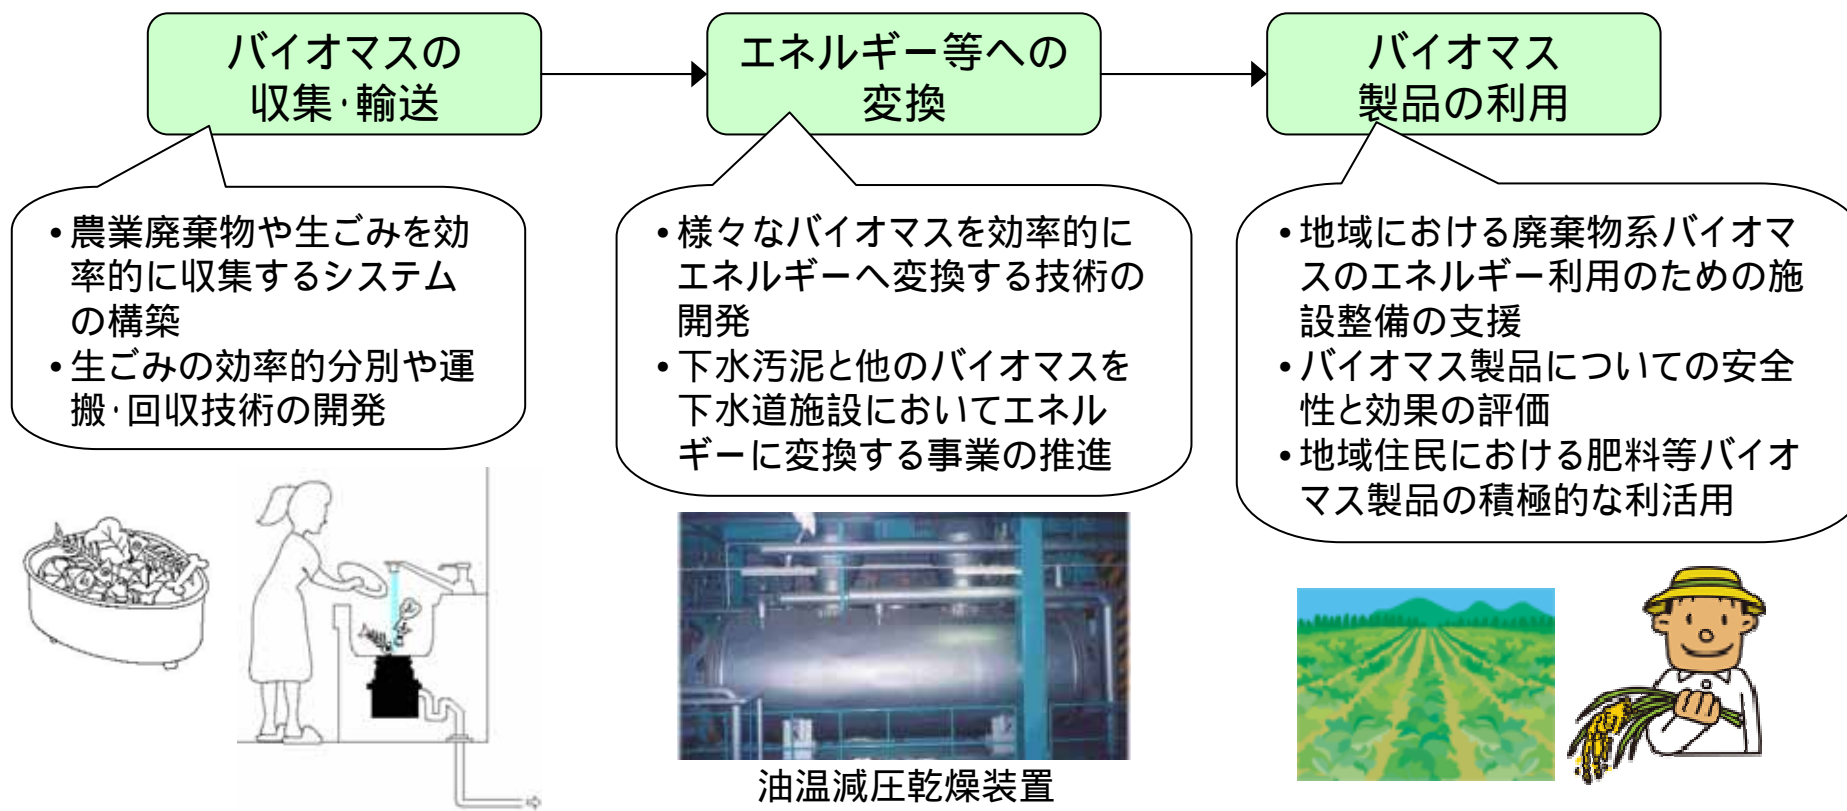 バイオマスの
収集・輸送
エネルギー等への
変換
バイオマス
製品の利用
• 農業廃棄物や生ごみを効
率的に収集するシステム
の構築
• 生ごみの効率的分別や運
搬・回収技術の開発
• 様々なバイオマスを効率的に
エネルギーへ変換する技術の
開発
• 下水汚泥と他のバイオマスを
下水道施設においてエネル
ギーに変換する事業の推進
• 地域における廃棄物系バイオマ
スのエネルギー利用のための施
設整備の支援
• バイオマス製品についての安全
性と効果の評価
• 地域住民における肥料等バイオ
マス製品の積極的な利活用
油温減圧乾燥装置